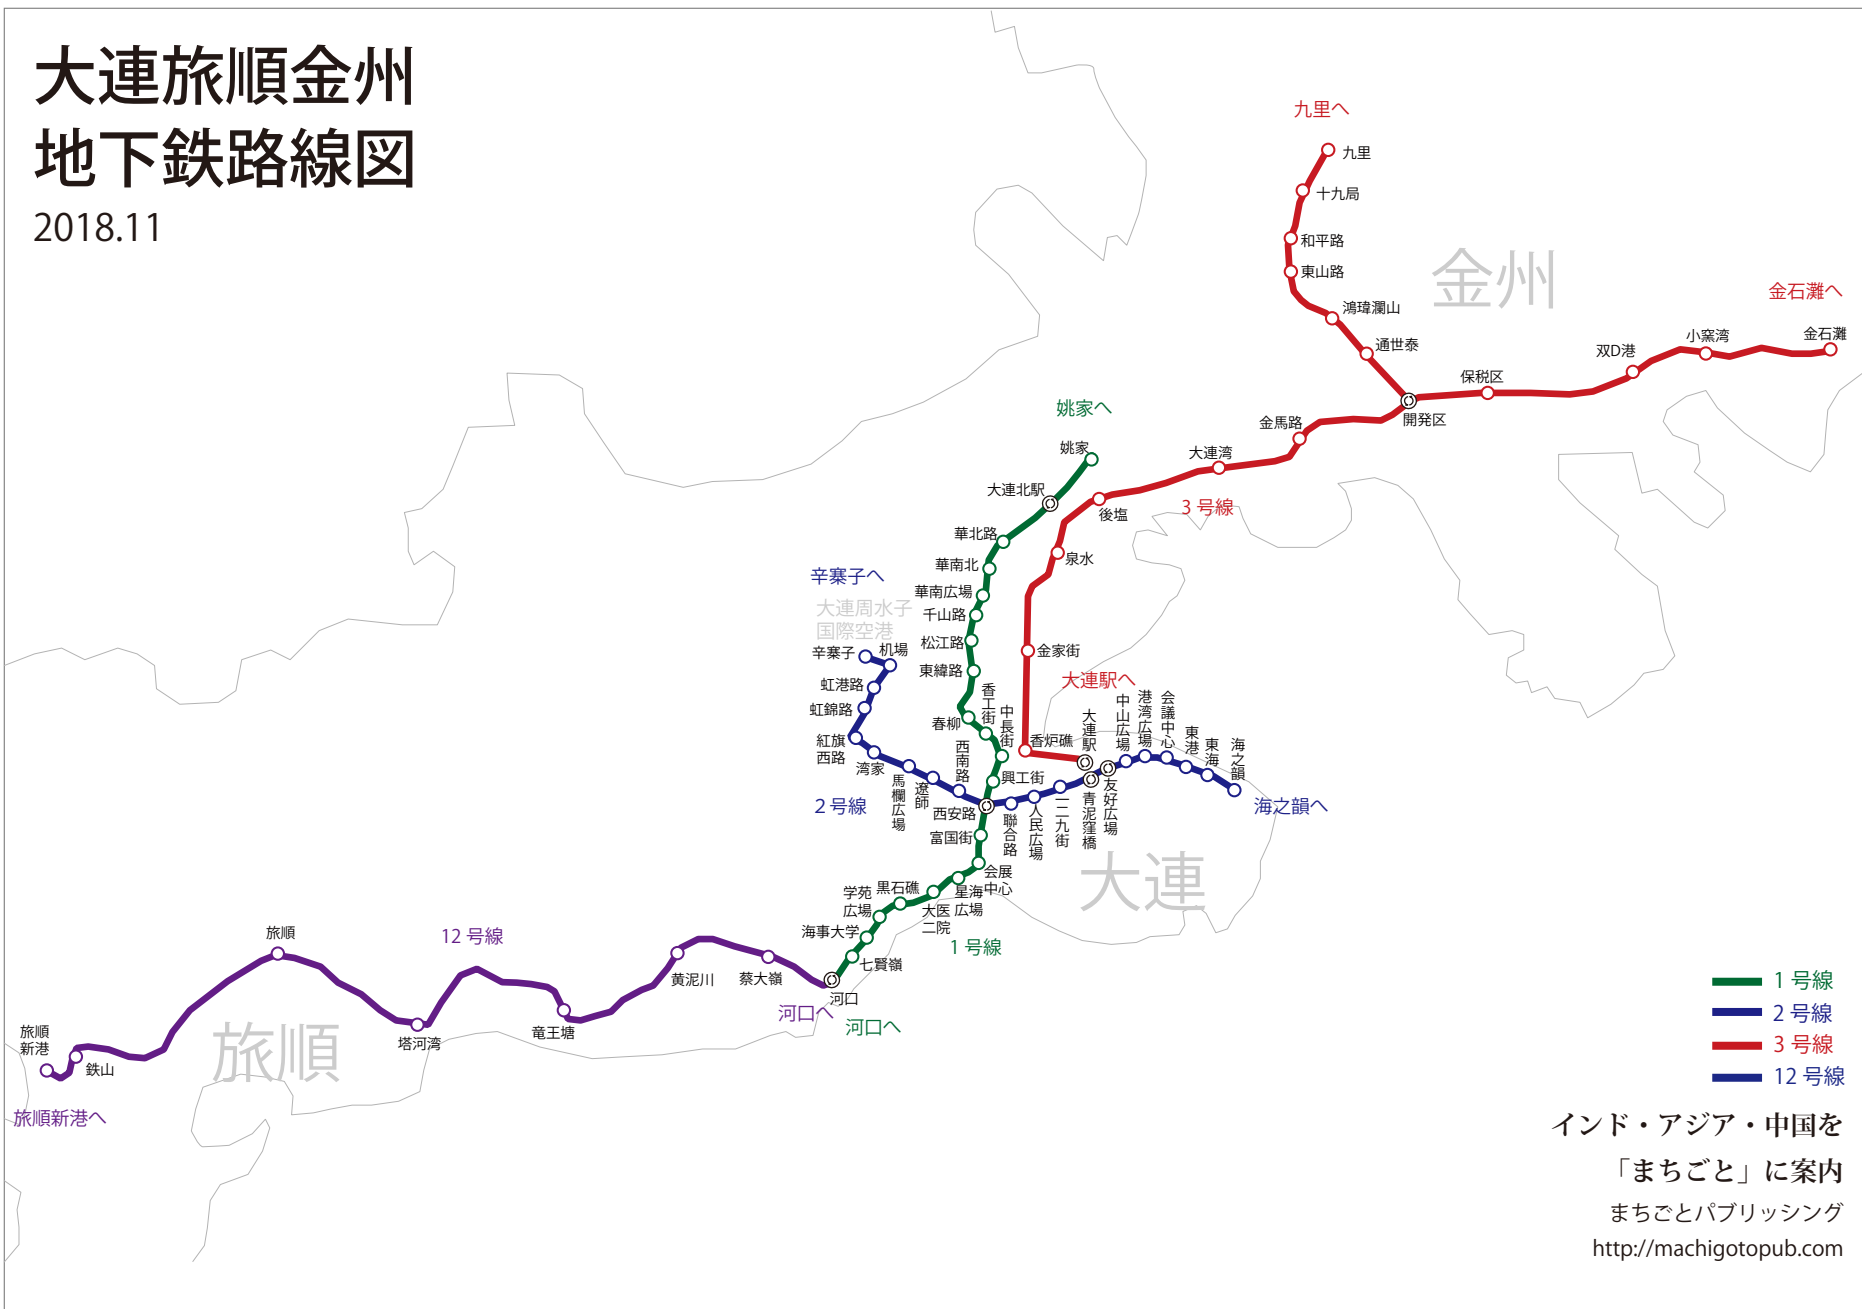 大連旅順金州
地下鉄路線図
2018.11
九里へ
九里
十九局
和平路
東山路
鴻瑋瀾山
通世泰
金州
金石灘へ
金石灘
小窯湾
双D港
保税区
開発区
金馬路
大連湾
3 号線
後塩
泉水
金家街
大連駅へ
香炉礁
大連駅
姚家へ
姚家
大連北駅
華北路
華南北
華南広場
千山路
松江路
東緯路
春柳
香工街
中長街
興工街
西安路
富国街
会展
中心
星海
広場
大医
二院
黒石礁
学苑
広場
海事大学
七賢嶺
河口
1 号線
河口へ
辛寨子へ
大連周水子
国際空港
辛寨子
机場
虹港路
虹錦路
紅旗
西路
湾家
馬欄広場
遼師
西南路
2 号線
聯合路
人民広場
一二九街
青泥窪橋
友好広場
中山広場
港湾広場
会議中心
東港
東海
海之韻
海之韻へ
大連
河口へ
蔡大嶺
黄泥川
12 号線
竜王塘
塔河湾
旅順
旅順
鉄山
旅順
新港
旅順新港へ
1 号線
2 号線
3 号線
12 号線
インド・アジア・中国を
「まちごと」に案内
まちごとパブリッシング
http://machigotopub.com